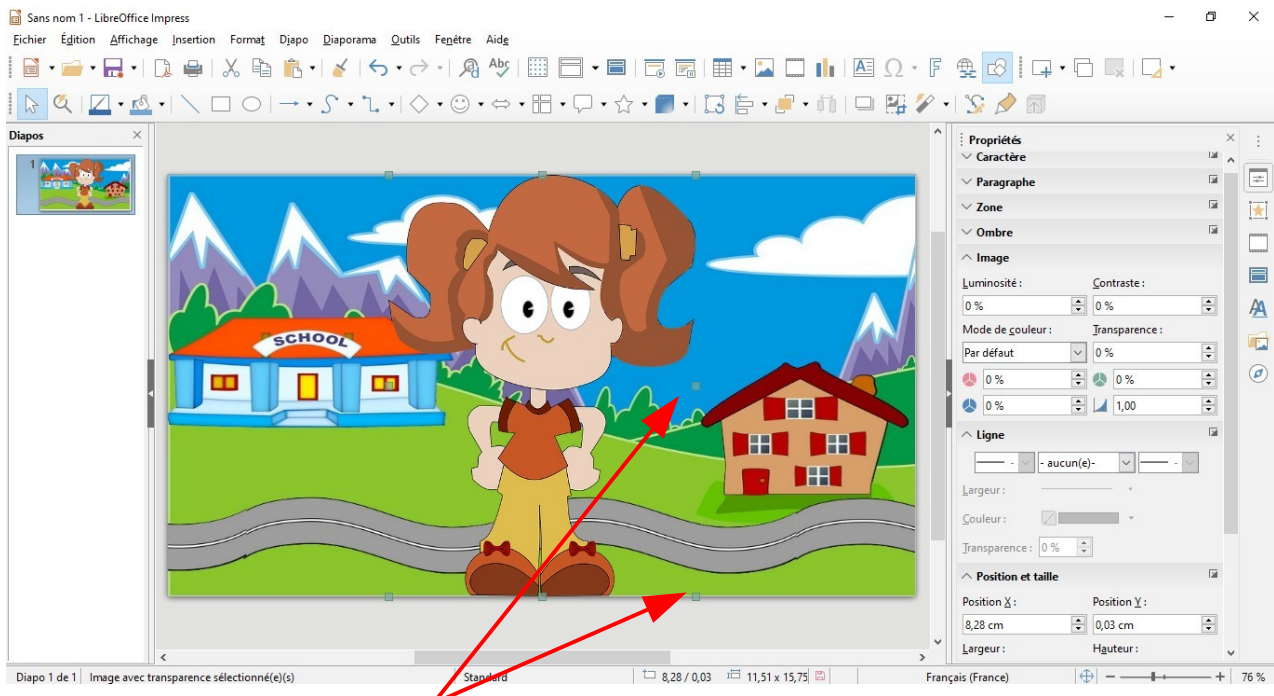 Sans nom 1 - LibreOffice Impress
Fichier Édition Affichage Insertion Format Diapo Diaporama Outils Fenêtre Aide
Diapos
1
SCHOOL
Propriétés
Caractère
Paragraphe
Zone
Ombre
Image
Luminosité : Contraste :
0 % 0 %
Mode de couleur : Transparence :
Par défaut 0 %
0 % 0 %
0 % 1,00
Ligne
- aucun(e)-
Largeur :
Couleur :
Transparence : 0 %
Position et taille
Position X : Position Y :
8,28 cm 0,03 cm
Largeur : Hauteur :
Diapo 1 de 1 Image avec transparence sélectionné(e)(s) Standard 8,28 / 0,03 11,51 x 15,75 Français (France) 76 %